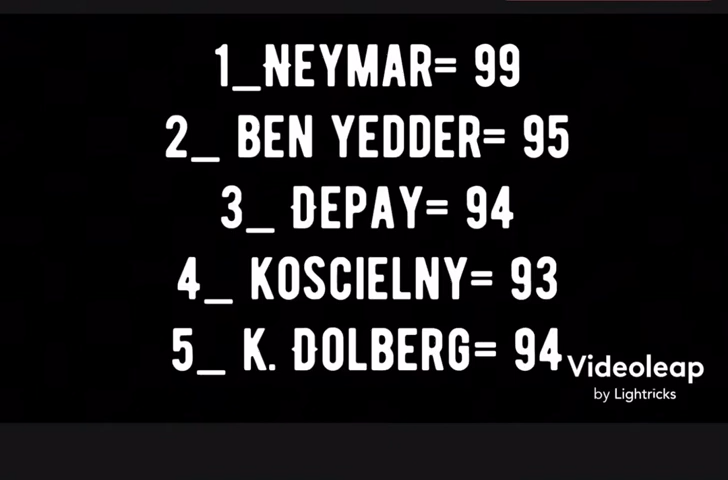 1_NEYMAR= 99
2_ BEN YEDDER= 95
3_ DEPAY= 94
4_ KOSCIELNY= 93
5_ K. DOLBERG= 94
Videoleap
by Lightricks